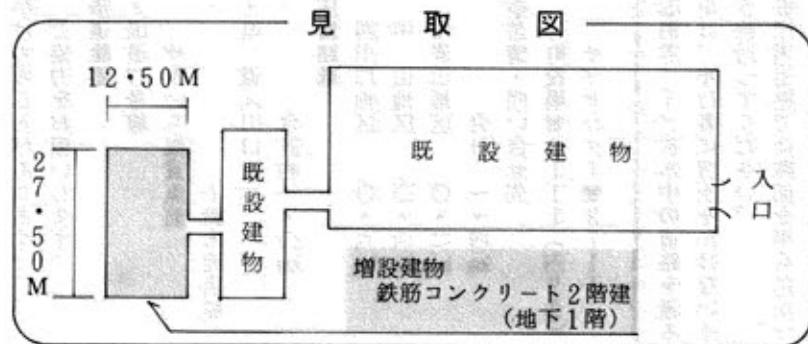 見取図
12・50M
27・50M
既設建物
既設建物
入口
増設建物
鉄筋コンクリート2階建
(地下1階)